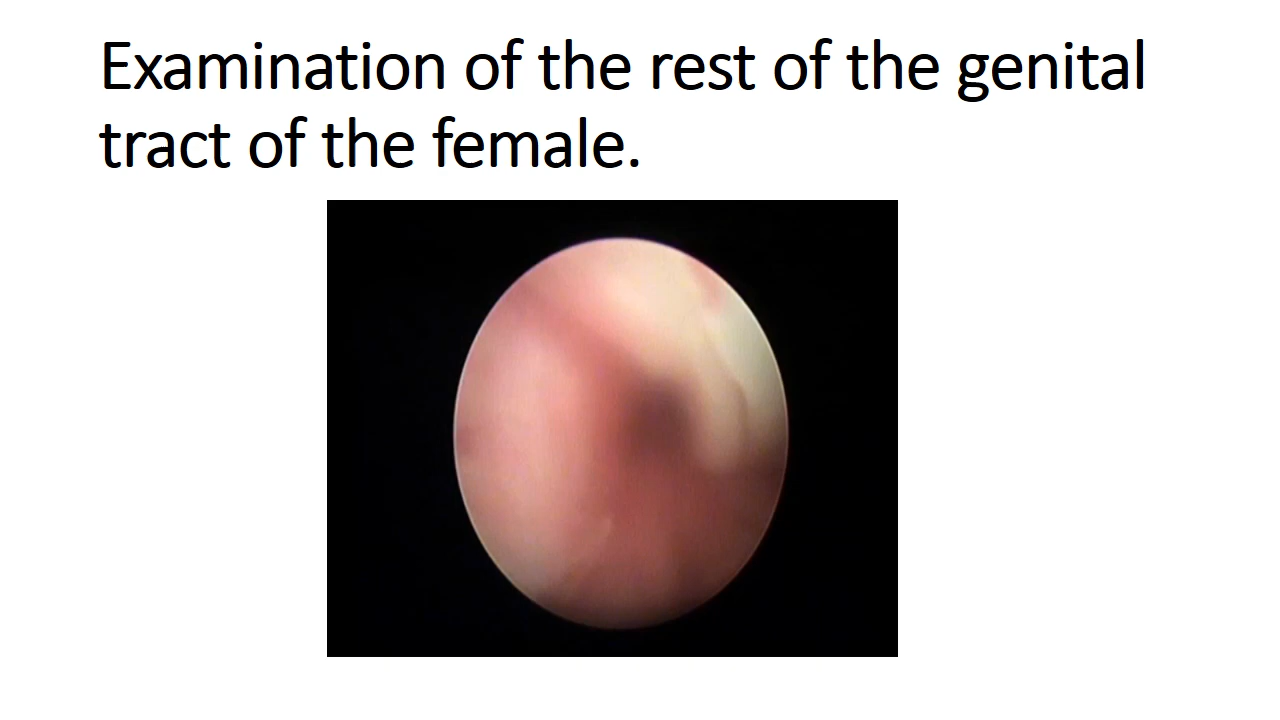 Examination of the rest of the genital
tract of the female.